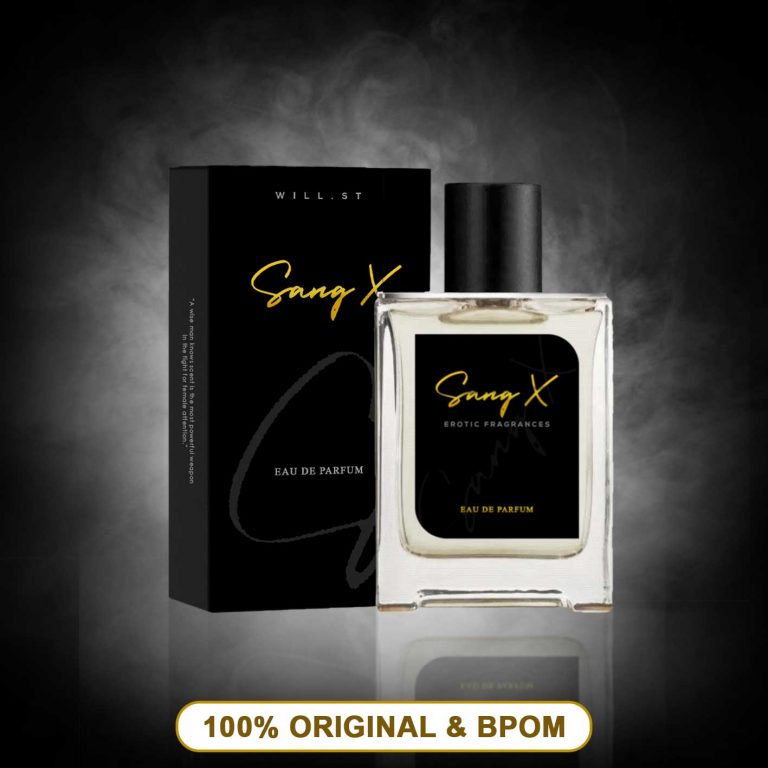 WILL.ST
Sang X
"A wise man knows scent is the most powerful weapon
in the fight for female attention."
EAU DE PARFUM
Sang X
EROTIC FRAGRANCES
EAU DE PARFUM
100% ORIGINAL & BPOM